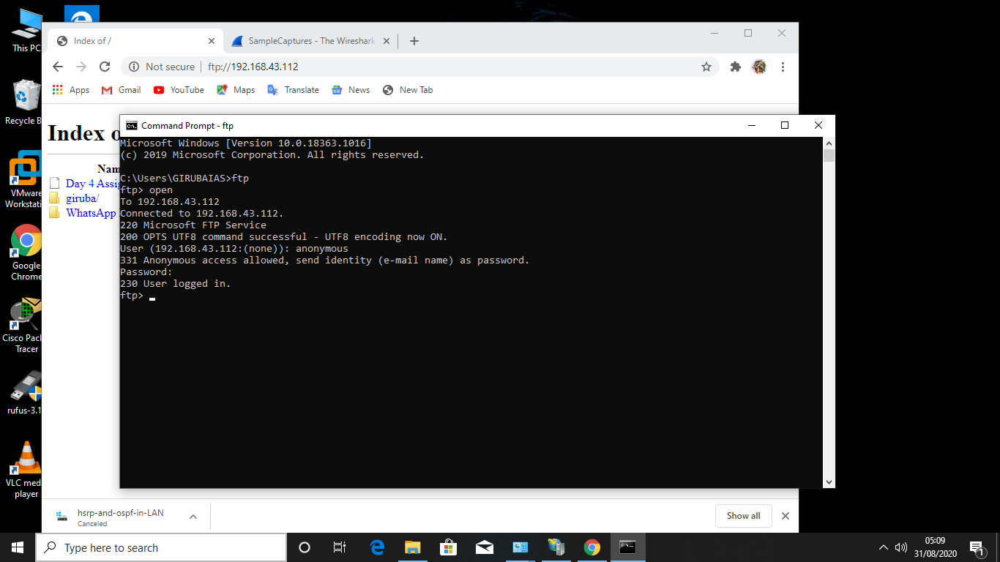 This PC
Recycle B
VMware
Workstati
Google
Chrome
Cisco Pack
Tracer
rufus-3.1
VLC medi
player
Index of /
SampleCaptures - The Wireshark
Not secure
ftp://192.168.43.112
Apps
Gmail
YouTube
Maps
Translate
News
New Tab
Index o
Nam
Day 4 Assig
giruba/
WhatsApp
Command Prompt - ftp
Microsoft Windows [Version 10.0.18363.1016]
(c) 2019 Microsoft Corporation. All rights reserved.
C:\Users\GIRUBAIAS>ftp
ftp> open
To 192.168.43.112
Connected to 192.168.43.112.
220 Microsoft FTP Service
200 OPTS UTF8 command successful - UTF8 encoding now ON.
User (192.168.43.112:(none)): anonymous
331 Anonymous access allowed, send identity (e-mail name) as password.
Password:
230 User logged in.
ftp>
hsrp-and-ospf-in-LAN
Canceled
Show all
Type here to search
05:09
31/08/2020
1